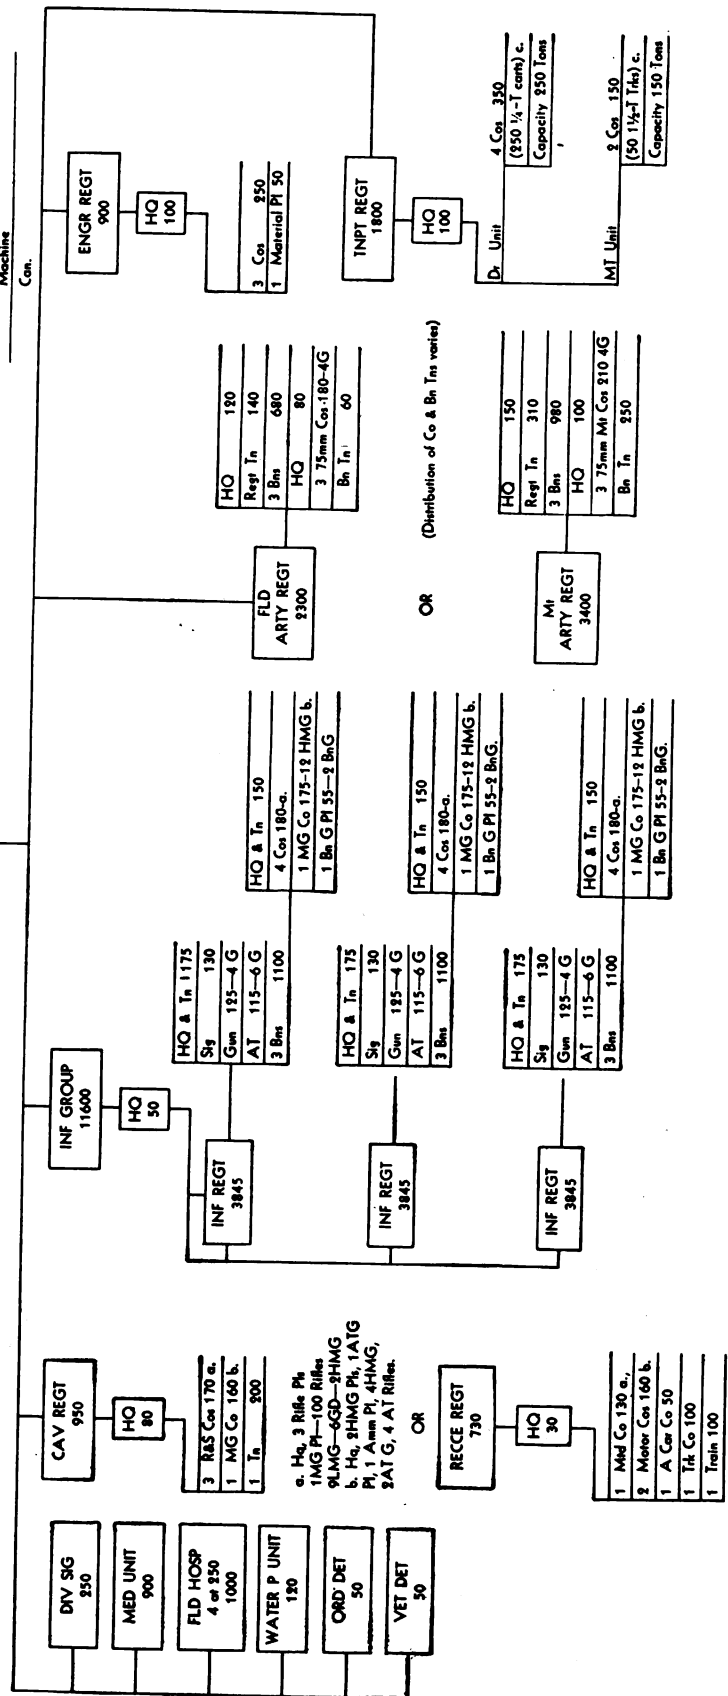 Machine
Can.
DIV SIG
250
MED UNIT
900
FLD HOSP
4 at 250
1000
WATER P UNIT
120
ORD DET
50
VET DET
50
CAV REGT
950
HQ
80
3 R&S Cos 170 a.
1 MG Co 160 b.
1 Tn 200
a. Hq, 3 Rifle Pls
1MG Pl—100 Rifles
9LMG—6GD—2HMG
b. Hq, 2HMG Pls, 1ATG
Pl, 1 Amm Pl, 4HMG,
2AT G, 4 AT Rifles.
OR
RECCE REGT
730
HQ
30
1 Mtd Co 130 a.,
2 Motor Cos 160 b.
1 A Car Co 50
1 Trk Co 100
1 Train 100
INF GROUP
11600
HQ
50
INF REGT
3845
HQ & Tn 175
Sig 130
Gun 125—4 G
AT 115—6 G
3 Bns 1100
HQ & Tn 150
4 Cos 180-a.
1 MG Co 175-12 HMG b.
1 Bn G Pl 55—2 BnG
INF REGT
3845
HQ & Tn 175
Sig 130
Gun 125—4 G
AT 115—6 G
3 Bns 1100
HQ & Tn 150
4 Cos 180-a.
1 MG Co 175-12 HMG b.
1 Bn G Pl 55-2 BnG.
INF REGT
3845
HQ & Tn 175
Sig 130
Gun 125—4 G
AT 115—6 G
3 Bns 1100
HQ & Tn 150
4 Cos 180-a.
1 MG Co 175-12 HMG b.
1 Bn G Pl 55-2 BnG.
FLD
ARTY REGT
2300
HQ 120
Regt Tn 140
3 Bns 680
HQ 80
3 75mm Cos-180-4G
Bn Tn 60
OR
(Distribution of Co & Bn Tns varies)
Mt
ARTY REGT
3400
HQ 150
Regt Tn 310
3 Bns 980
HQ 100
3 75mm Mt Cos 210 4G
Bn Tn 250
ENGR REGT
900
HQ
100
3 Cos 250
1 Material Pl 50
TNPT REGT
1800
HQ
100
Dr Unit
4 Cos 350
(250 ¼-T carts) c.
Capacity 250 Tons
MT Unit
2 Cos 150
(50 1½-T Trks) c.
Capacity 150 Tons